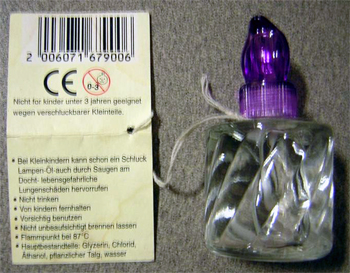 2 006071 679006
CE 0-3
Nicht for kinder unter 3 jahren geeignet
wegen verschluckbarer Kleinteile.
• Bei Kleinkindern kann schon ein Schluck
Lampen-Öl-auch durch Saugen am
Docht- lebensgefahrliche
Lungenschäden hervorrufen
• Nicht trinken
• Von kindern fernhalten
• Vorsichtig benutzen
• Nicht unbeaufsichtigt brennen lassen
• Flammpunkt bei 87°C
• Hauptbestandteile: Glyzerin, Chlorid,
Äthanol, pflanzlicher Talg, wasser